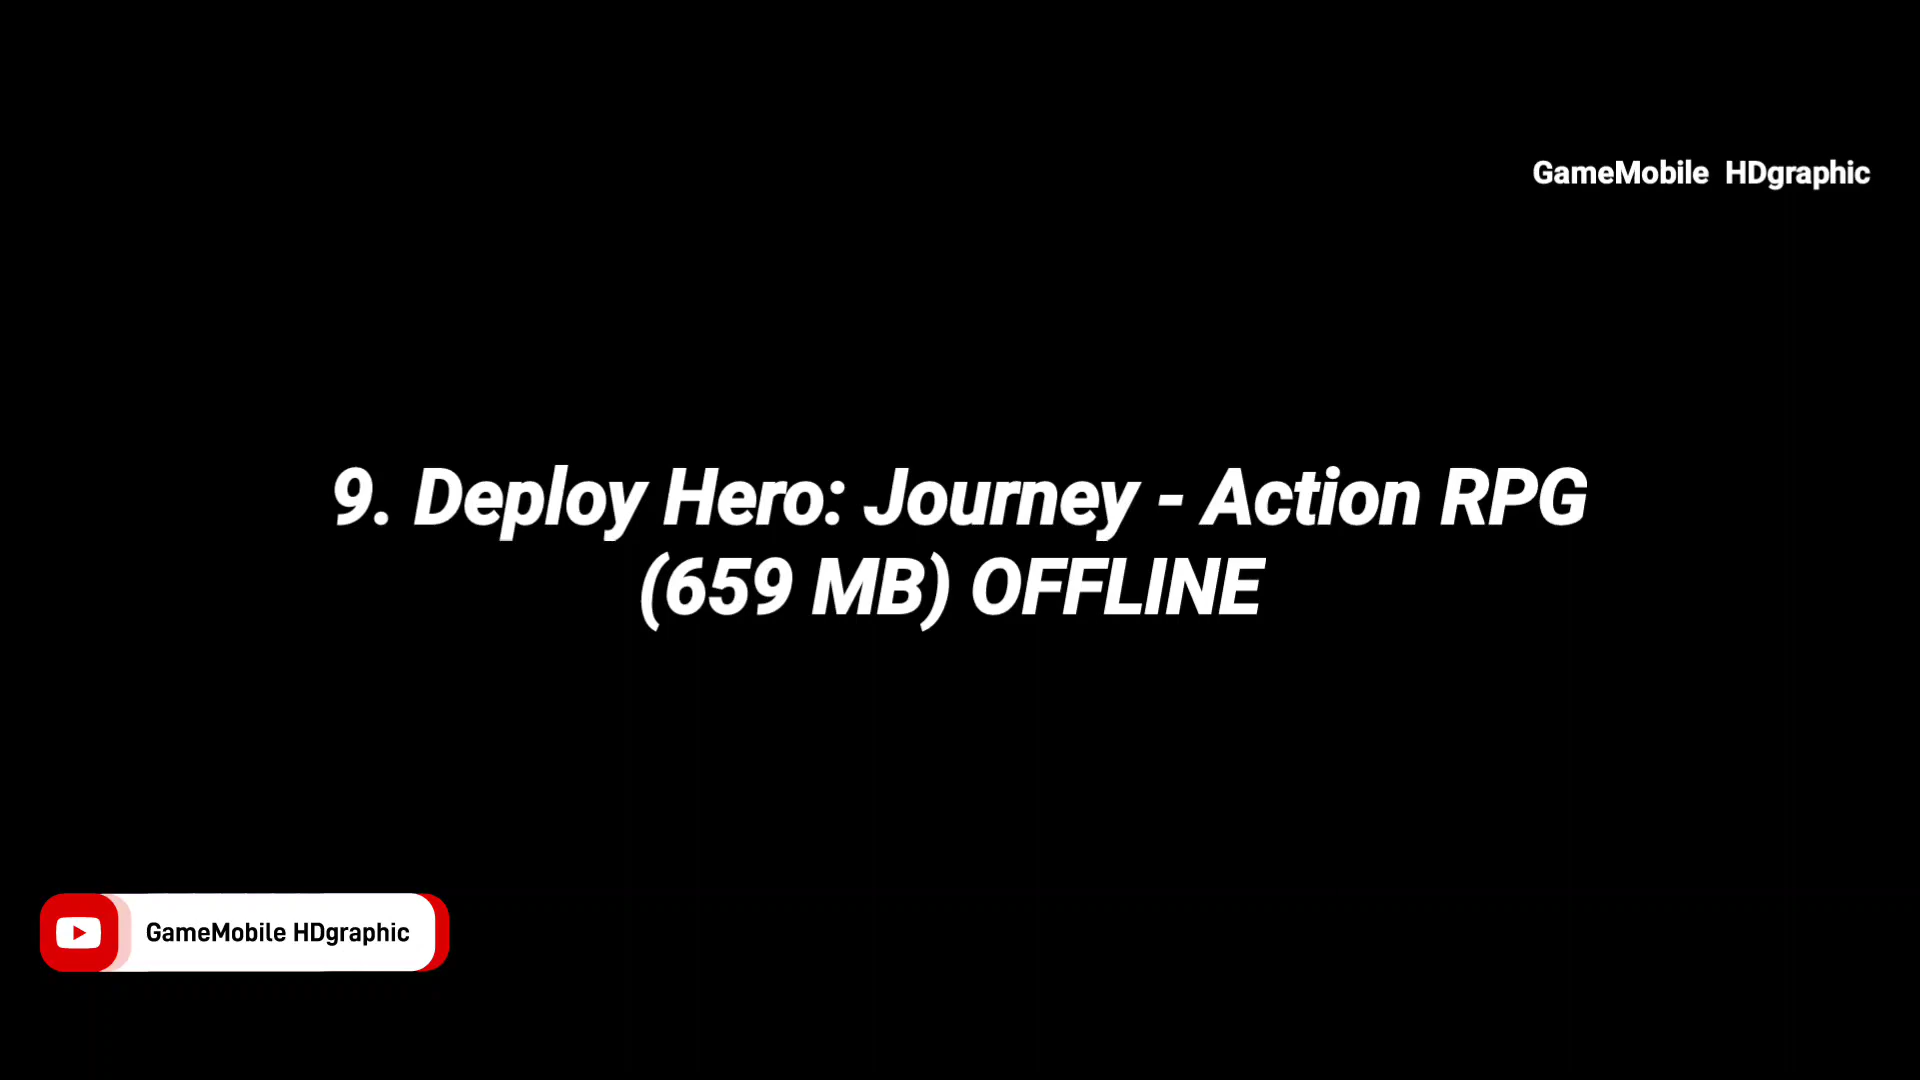 GameMobile HDgraphic
9. Deploy Hero: Journey - Action RPG
(659 MB) OFFLINE
GameMobile HDgraphic